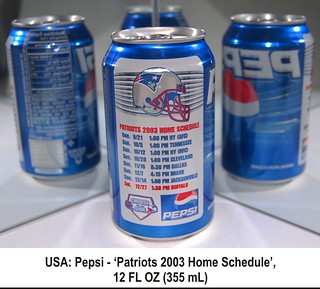 PATRIOTS 2003 HOME SCHEDULE
Sun. 9/21 1:00 PM NY (AFC)
Sun. 10/5 1:00 PM TENNESSEE
Sun. 10/12 1:00 PM NY (NFC)
Sun. 10/26 1:00 PM CLEVELAND
Sun. 11/16 8:30 PM DALLAS
Sun. 12/7 4:15 PM MIAMI
Sun. 12/14 1:00 PM JACKSONVILLE
Sat. 12/27 1:30 PM BUFFALO
PEPSI
PEPSI
USA: Pepsi - ‘Patriots 2003 Home Schedule’,
12 FL OZ (355 mL)